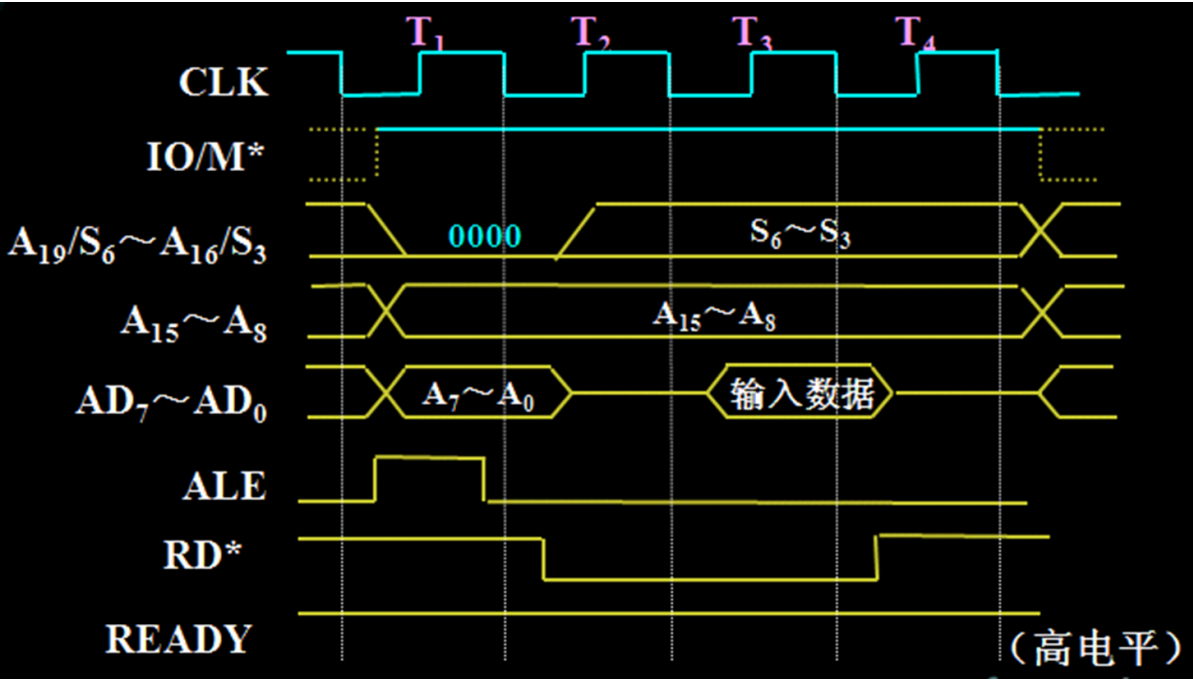 T₁ T₂ T₃ T₄
CLK
IO/M*
A₁₉/S₆～A₁₆/S₃ 0000 S₆～S₃
A₁₅～A₈ A₁₅～A₈
AD₇～AD₀ A₇～A₀ 输入数据
ALE
RD*
READY
（高电平）